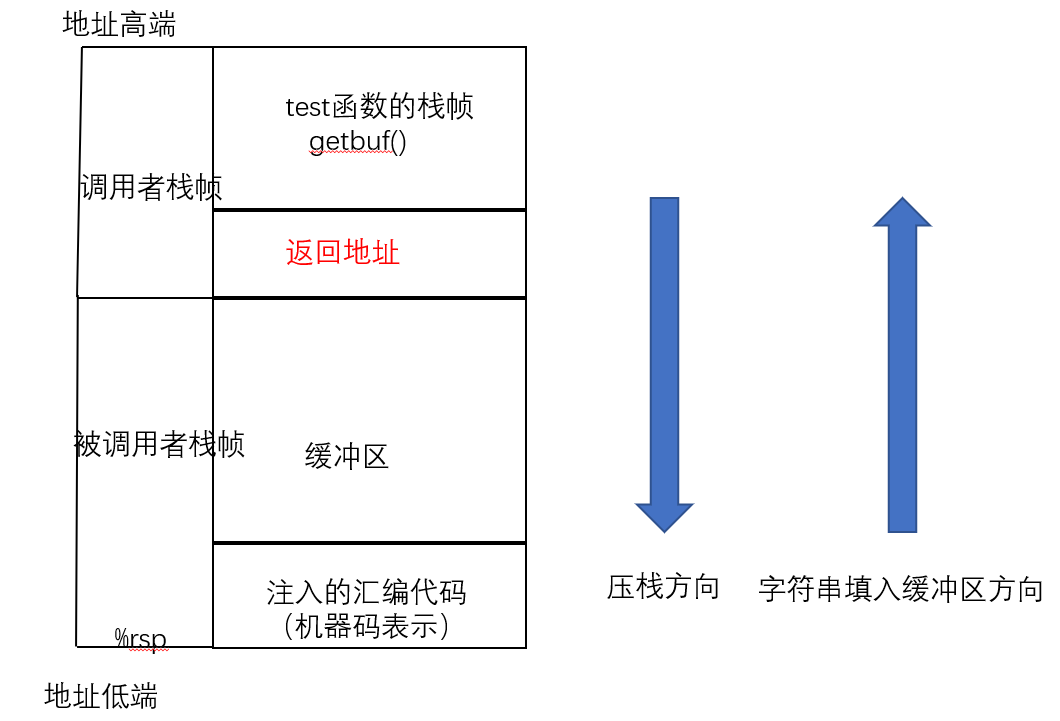 地址高端
test函数的栈帧
getbuf()
调用者栈帧
返回地址
被调用者栈帧
缓冲区
注入的汇编代码
（机器码表示）
%rsp
地址低端
压栈方向
字符串填入缓冲区方向